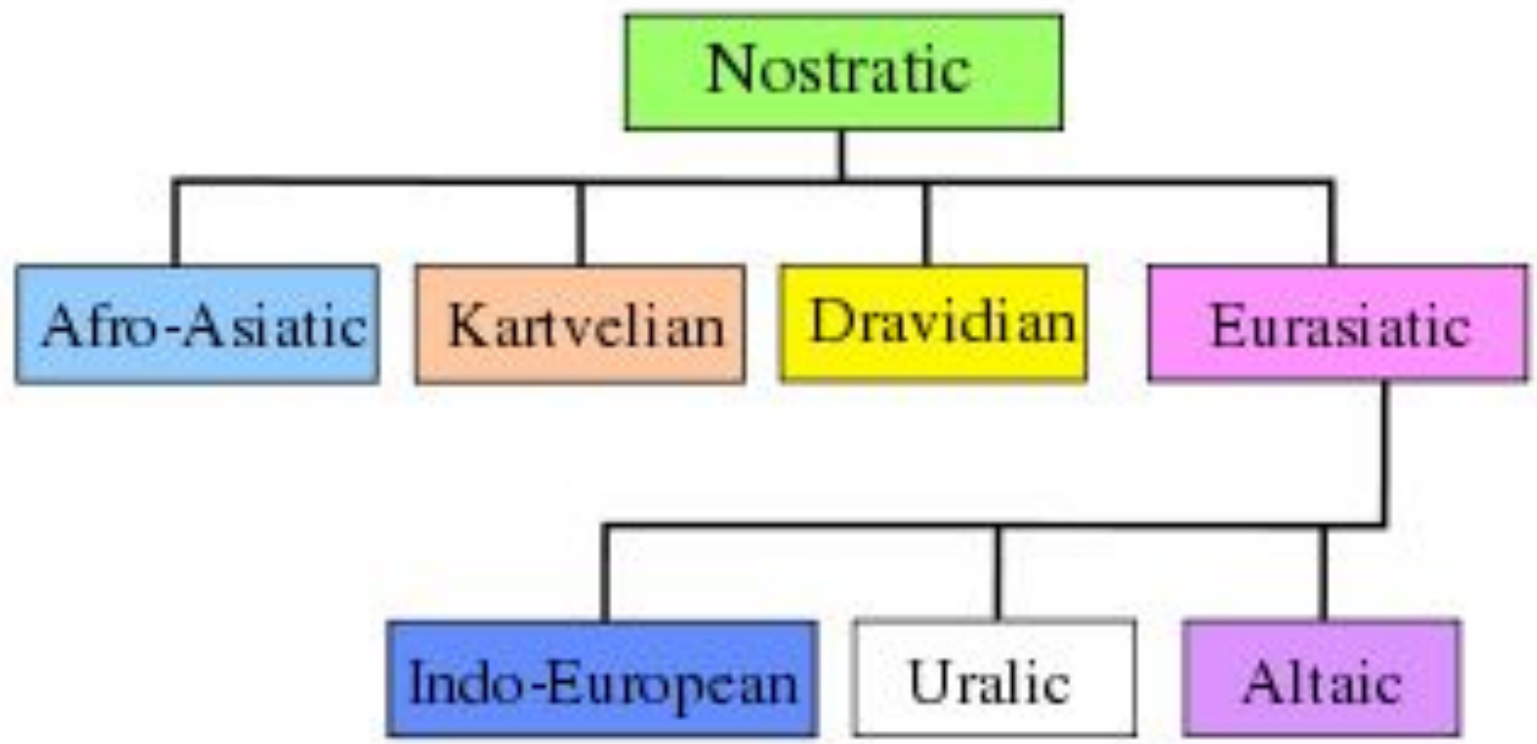 Nostratic
Afro-Asiatic
Kartvelian
Dravidian
Eurasiatic
Indo-European
Uralic
Altaic